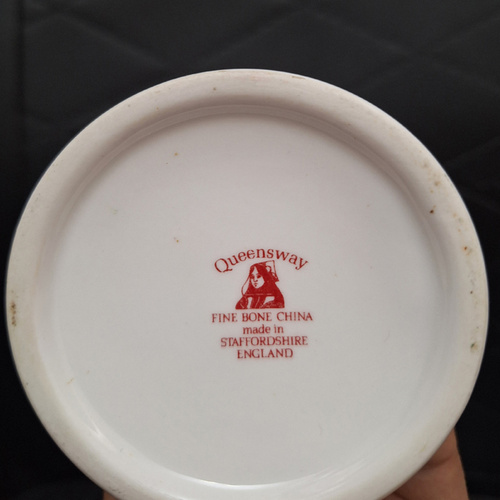 Queensway
FINE BONE CHINA
made in
STAFFORDSHIRE
ENGLAND